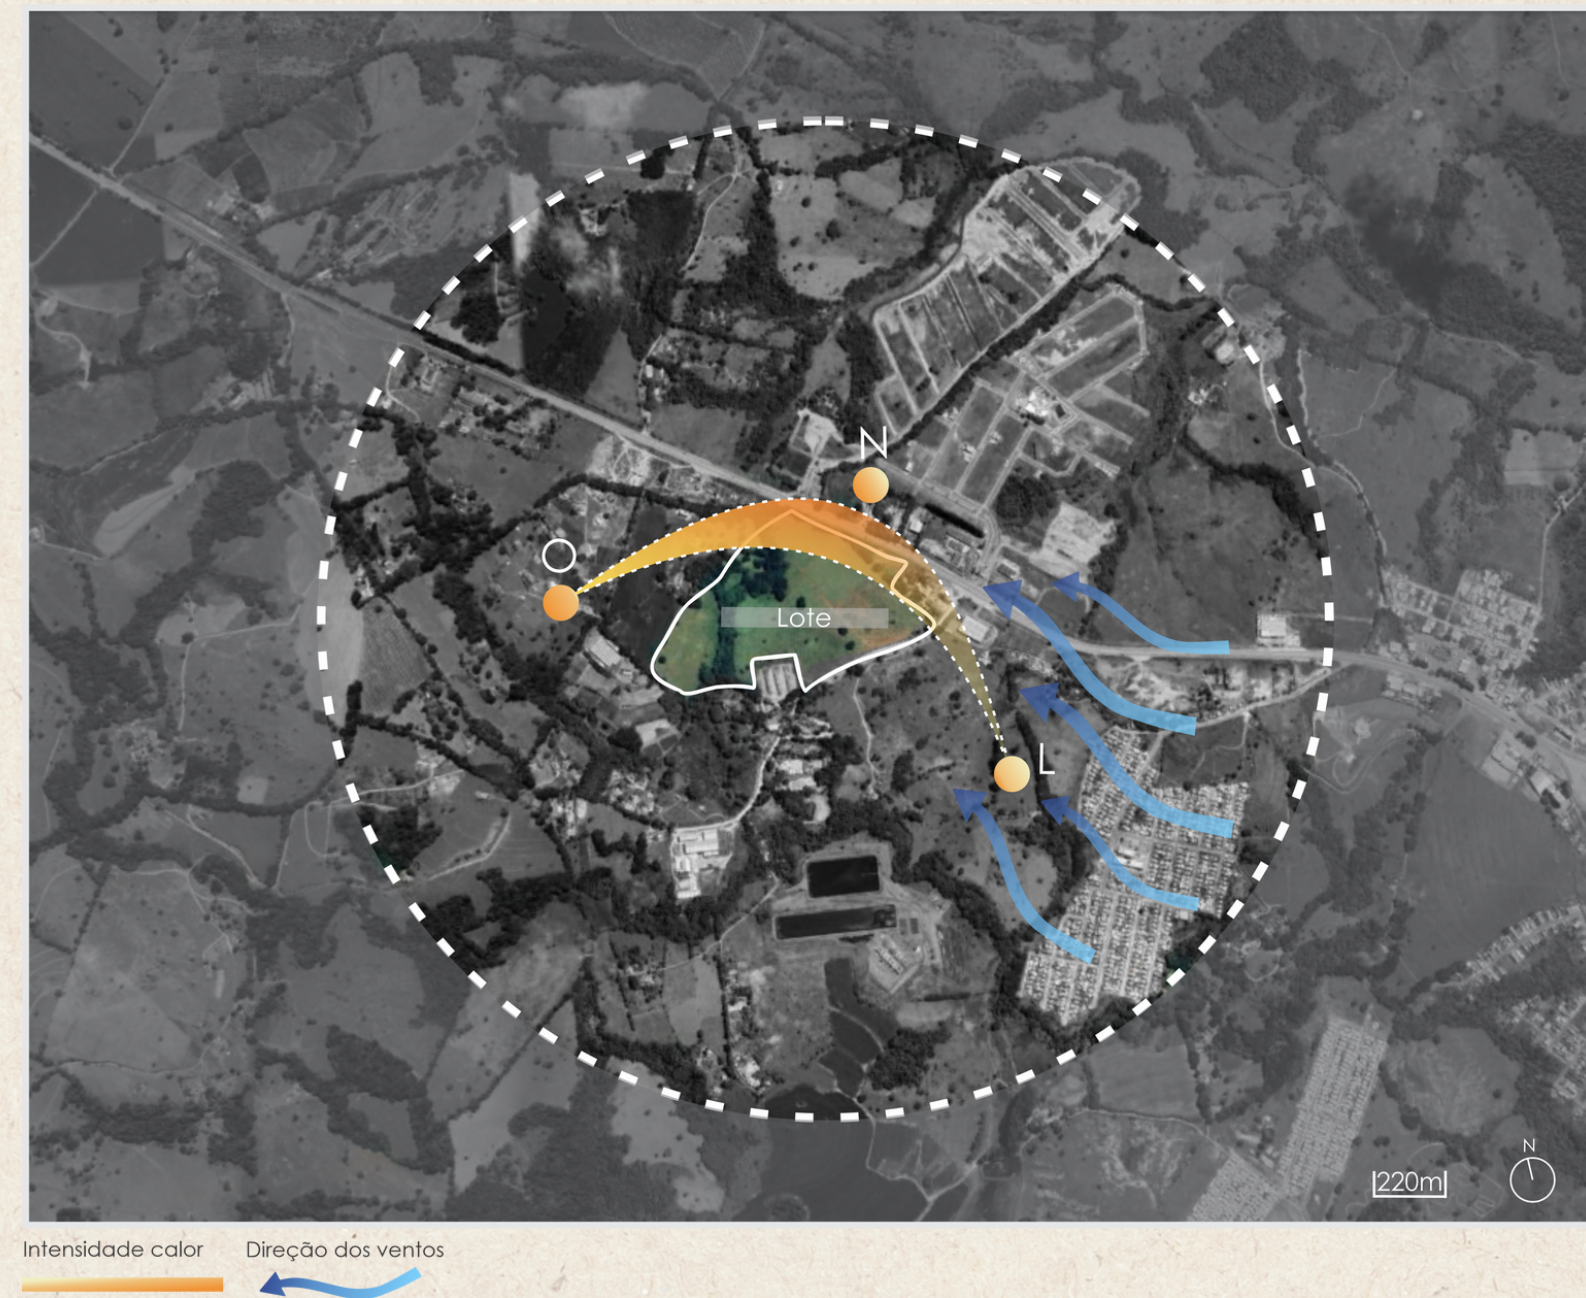 N
O
Lote
L
N
220m
Intensidade calor
Direção dos ventos